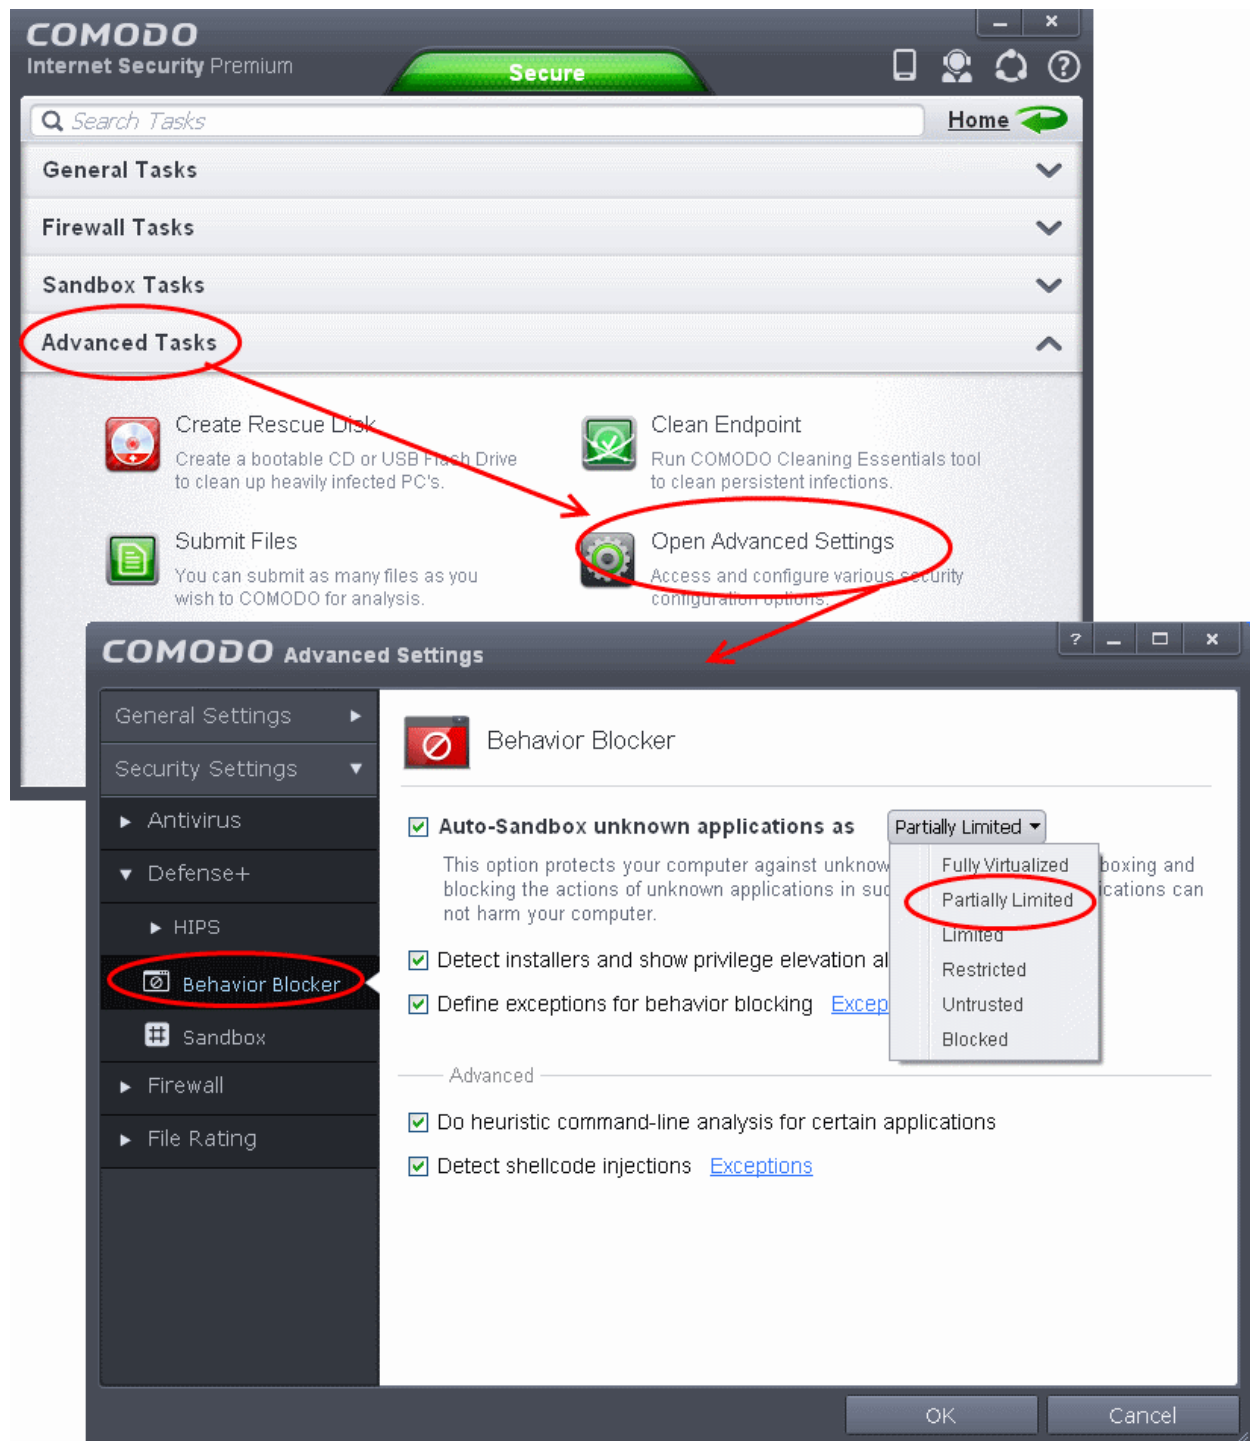 COMODO
Internet Security Premium
Secure
Search Tasks
Home
General Tasks
Firewall Tasks
Sandbox Tasks
Advanced Tasks
Create Rescue Disk
Create a bootable CD or USB Flash Drive
to clean up heavily infected PC's.
Clean Endpoint
Run COMODO Cleaning Essentials tool
to clean persistent infections.
Submit Files
You can submit as many files as you
wish to COMODO for analysis.
Open Advanced Settings
Access and configure various security
configuration options.
COMODO Advanced Settings
General Settings
Security Settings
Antivirus
Defense+
HIPS
Behavior Blocker
Sandbox
Firewall
File Rating
Behavior Blocker
Auto-Sandbox unknown applications as
Partially Limited
This option protects your computer against unknow boxing and
blocking the actions of unknown applications in suc ications can
not harm your computer.
Fully Virtualized
Partially Limited
Limited
Restricted
Untrusted
Blocked
Detect installers and show privilege elevation al
Define exceptions for behavior blocking Excep
Advanced
Do heuristic command-line analysis for certain applications
Detect shellcode injections Exceptions
OK
Cancel